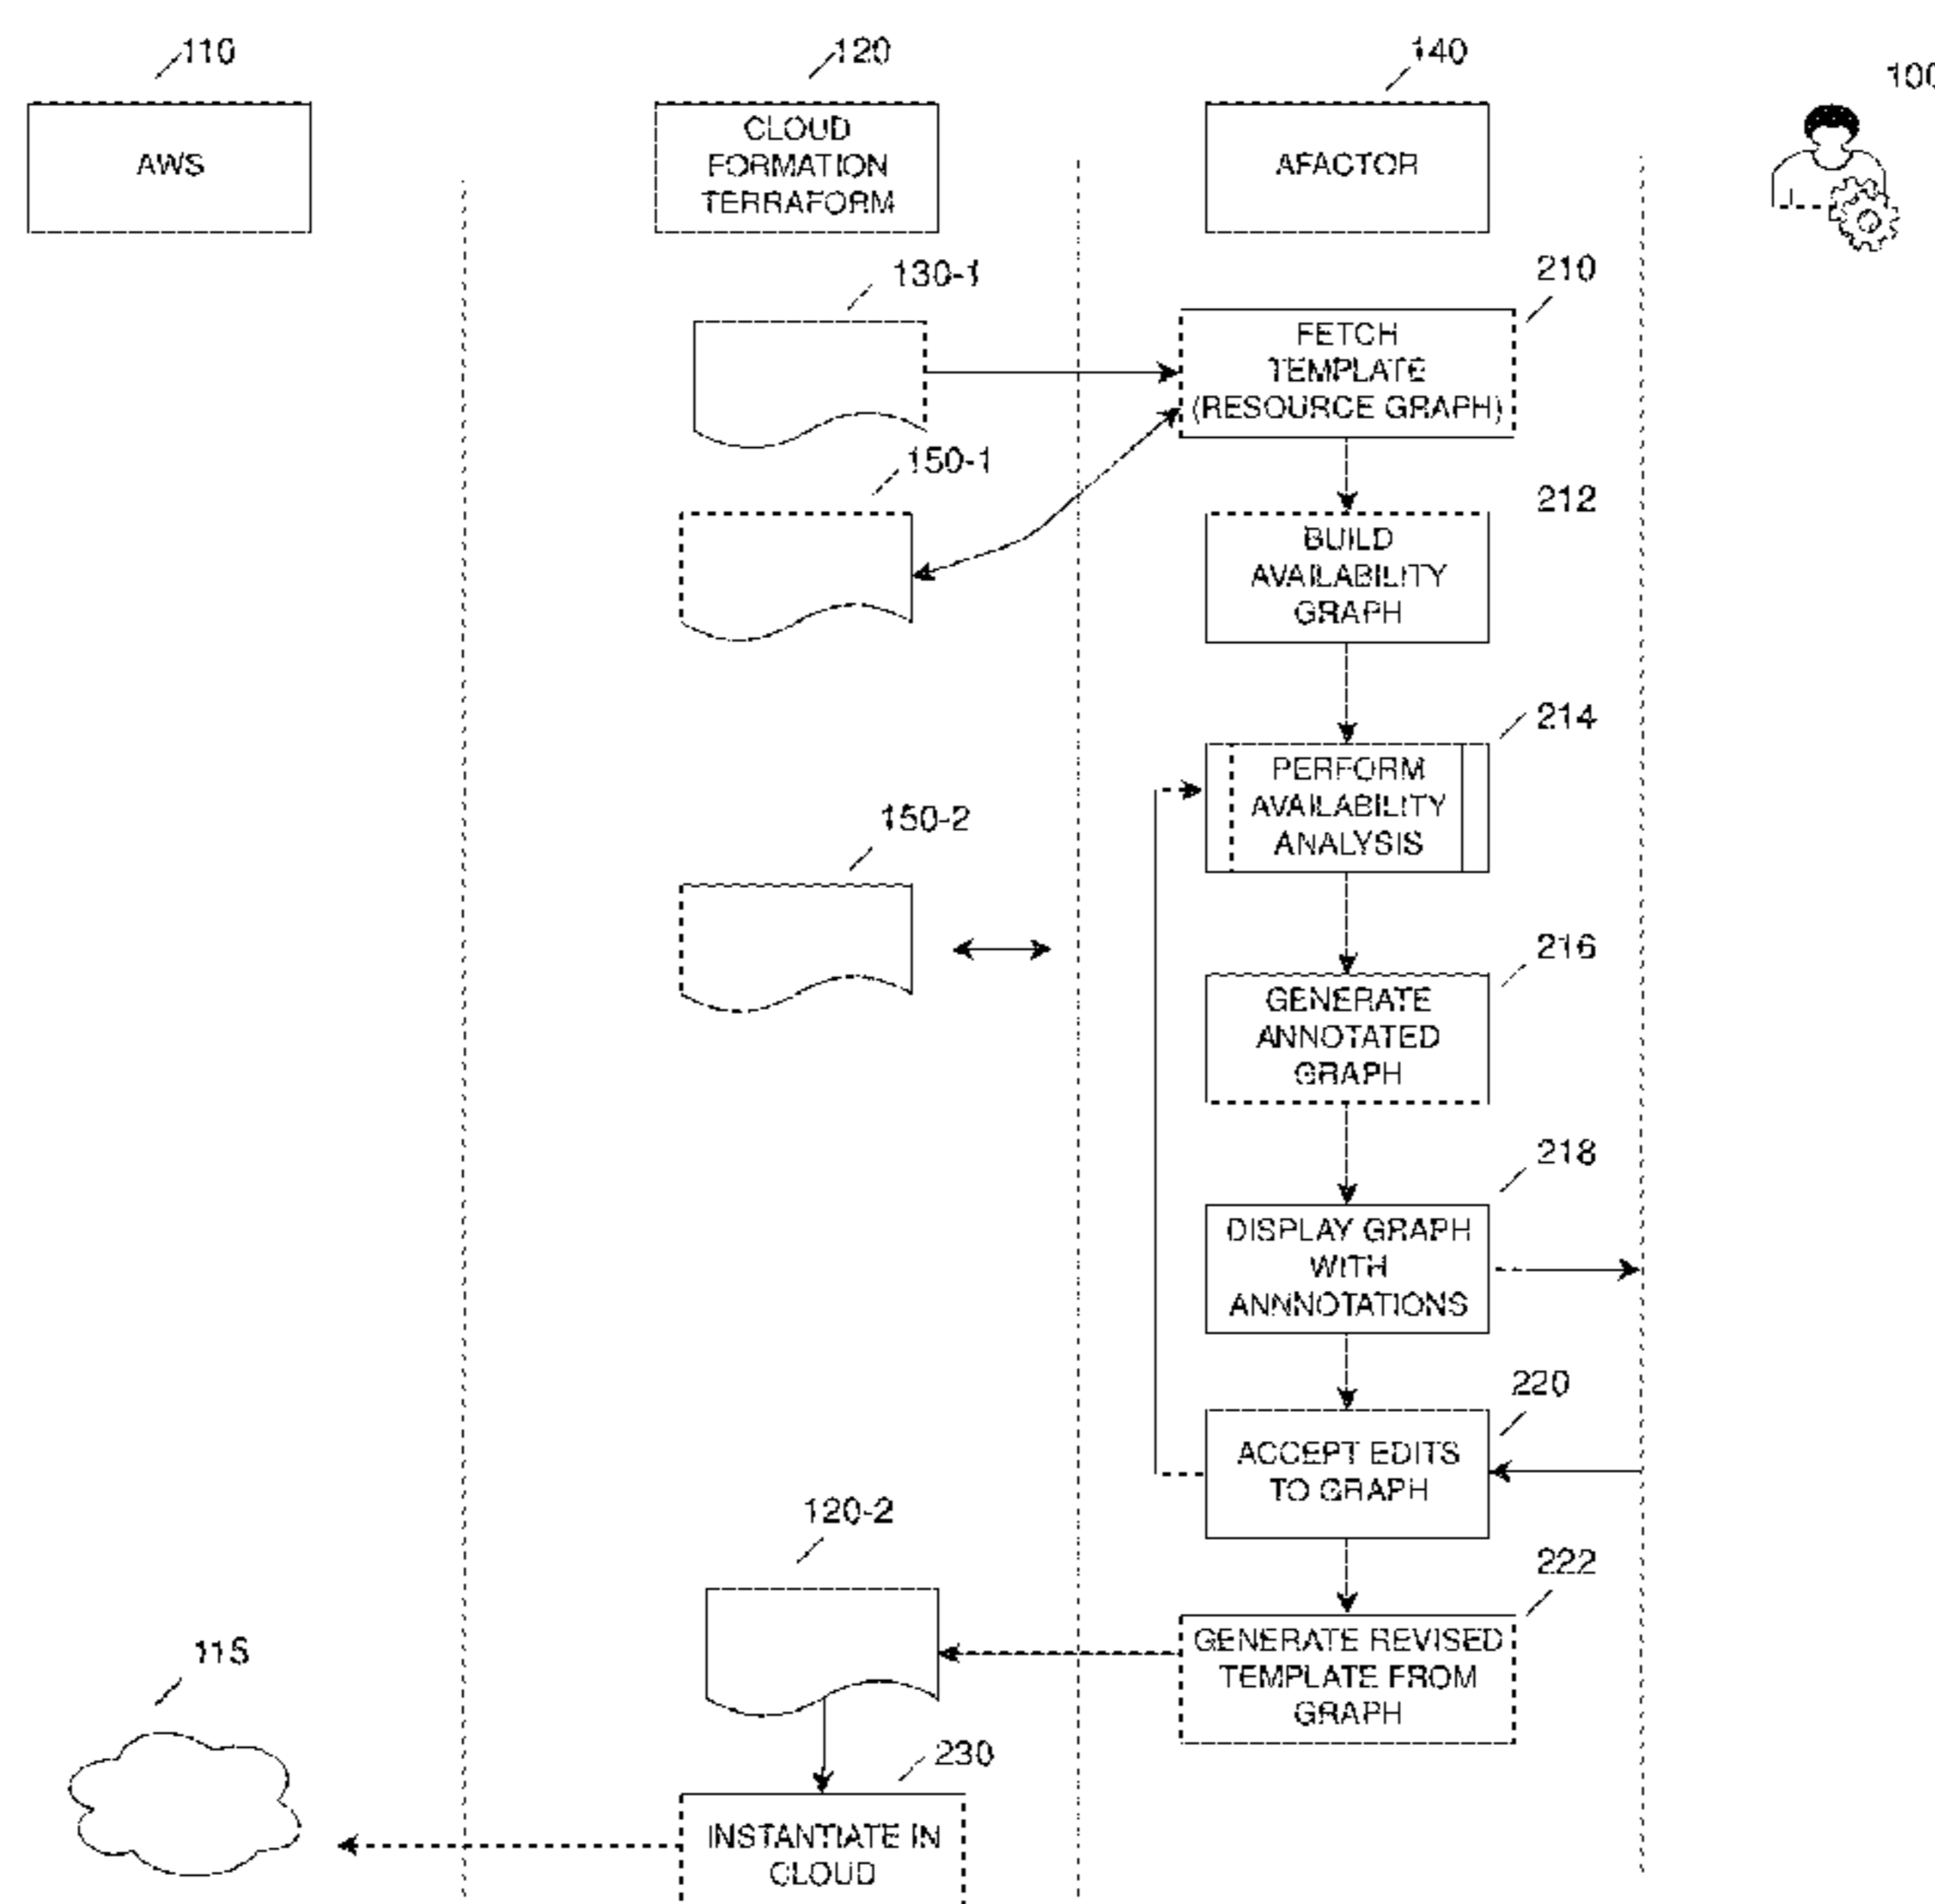 110
120
140
100
AWS
CLOUD
FORMATION
TERRAFORM
AFACTOR
130-1
210
FETCH
TEMPLATE
(RESOURCE GRAPH)
150-1
212
BUILD
AVAILABILITY
GRAPH
214
PERFORM
AVAILABILITY
ANALYSIS
150-2
216
GENERATE
ANNOTATED
GRAPH
218
DISPLAY GRAPH
WITH
ANNNOTATIONS
220
ACCEPT EDITS
TO GRAPH
120-2
222
GENERATE REVISED
TEMPLATE FROM
GRAPH
115
230
INSTANTIATE IN
CLOUD